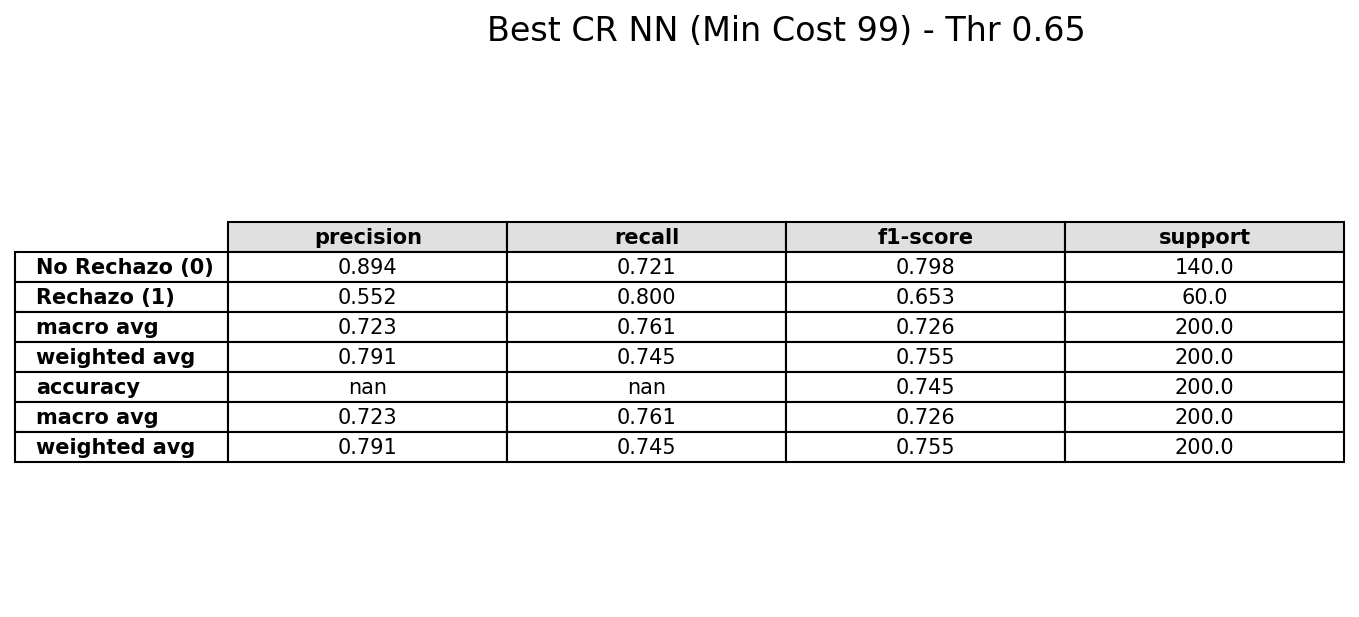 Best CR NN (Min Cost 99) - Thr 0.65
precision recall f1-score support
No Rechazo (0) 0.894 0.721 0.798 140.0
Rechazo (1) 0.552 0.800 0.653 60.0
macro avg 0.723 0.761 0.726 200.0
weighted avg 0.791 0.745 0.755 200.0
accuracy nan nan 0.745 200.0
macro avg 0.723 0.761 0.726 200.0
weighted avg 0.791 0.745 0.755 200.0